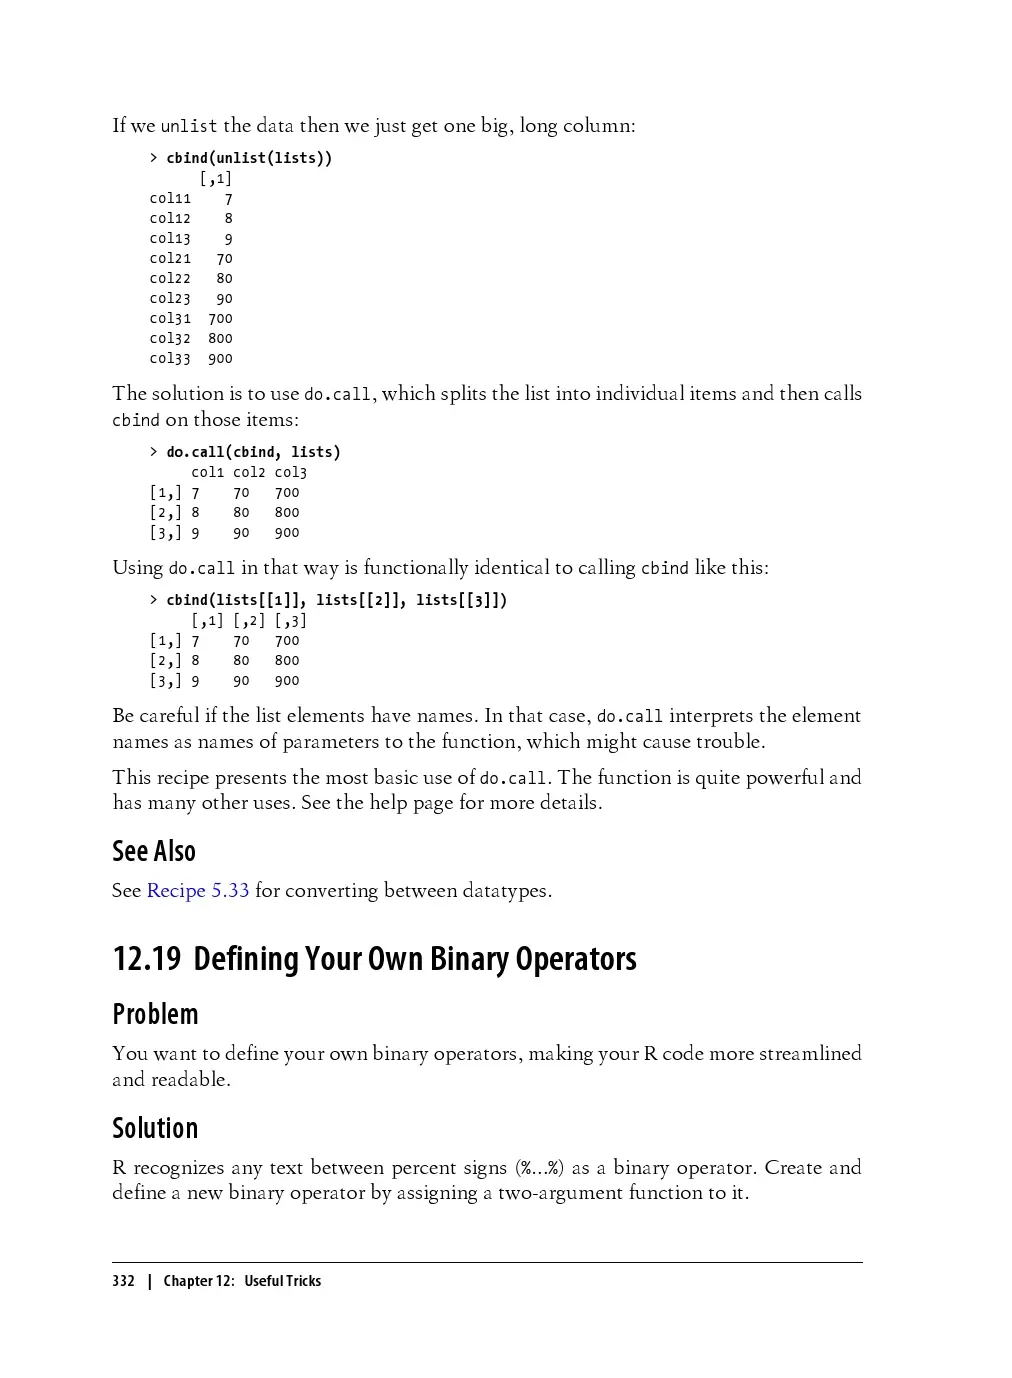 If we unlist the data then we just get one big, long column:
> cbind(unlist(lists))
      [,1]
col11    7
col12    8
col13    9
col21   70
col22   80
col23   90
col31  700
col32  800
col33  900
The solution is to use do.call, which splits the list into individual items and then calls
cbind on those items:
> do.call(cbind, lists)
     col1 col2 col3
[1,] 7    70   700
[2,] 8    80   800
[3,] 9    90   900
Using do.call in that way is functionally identical to calling cbind like this:
> cbind(lists[[1]], lists[[2]], lists[[3]])
     [,1] [,2] [,3]
[1,] 7    70   700
[2,] 8    80   800
[3,] 9    90   900
Be careful if the list elements have names. In that case, do.call interprets the element
names as names of parameters to the function, which might cause trouble.
This recipe presents the most basic use of do.call. The function is quite powerful and
has many other uses. See the help page for more details.
See Also
See Recipe 5.33 for converting between datatypes.
12.19 Defining Your Own Binary Operators
Problem
You want to define your own binary operators, making your R code more streamlined
and readable.
Solution
R recognizes any text between percent signs (%...%) as a binary operator. Create and
define a new binary operator by assigning a two-argument function to it.
332 | Chapter 12: Useful Tricks